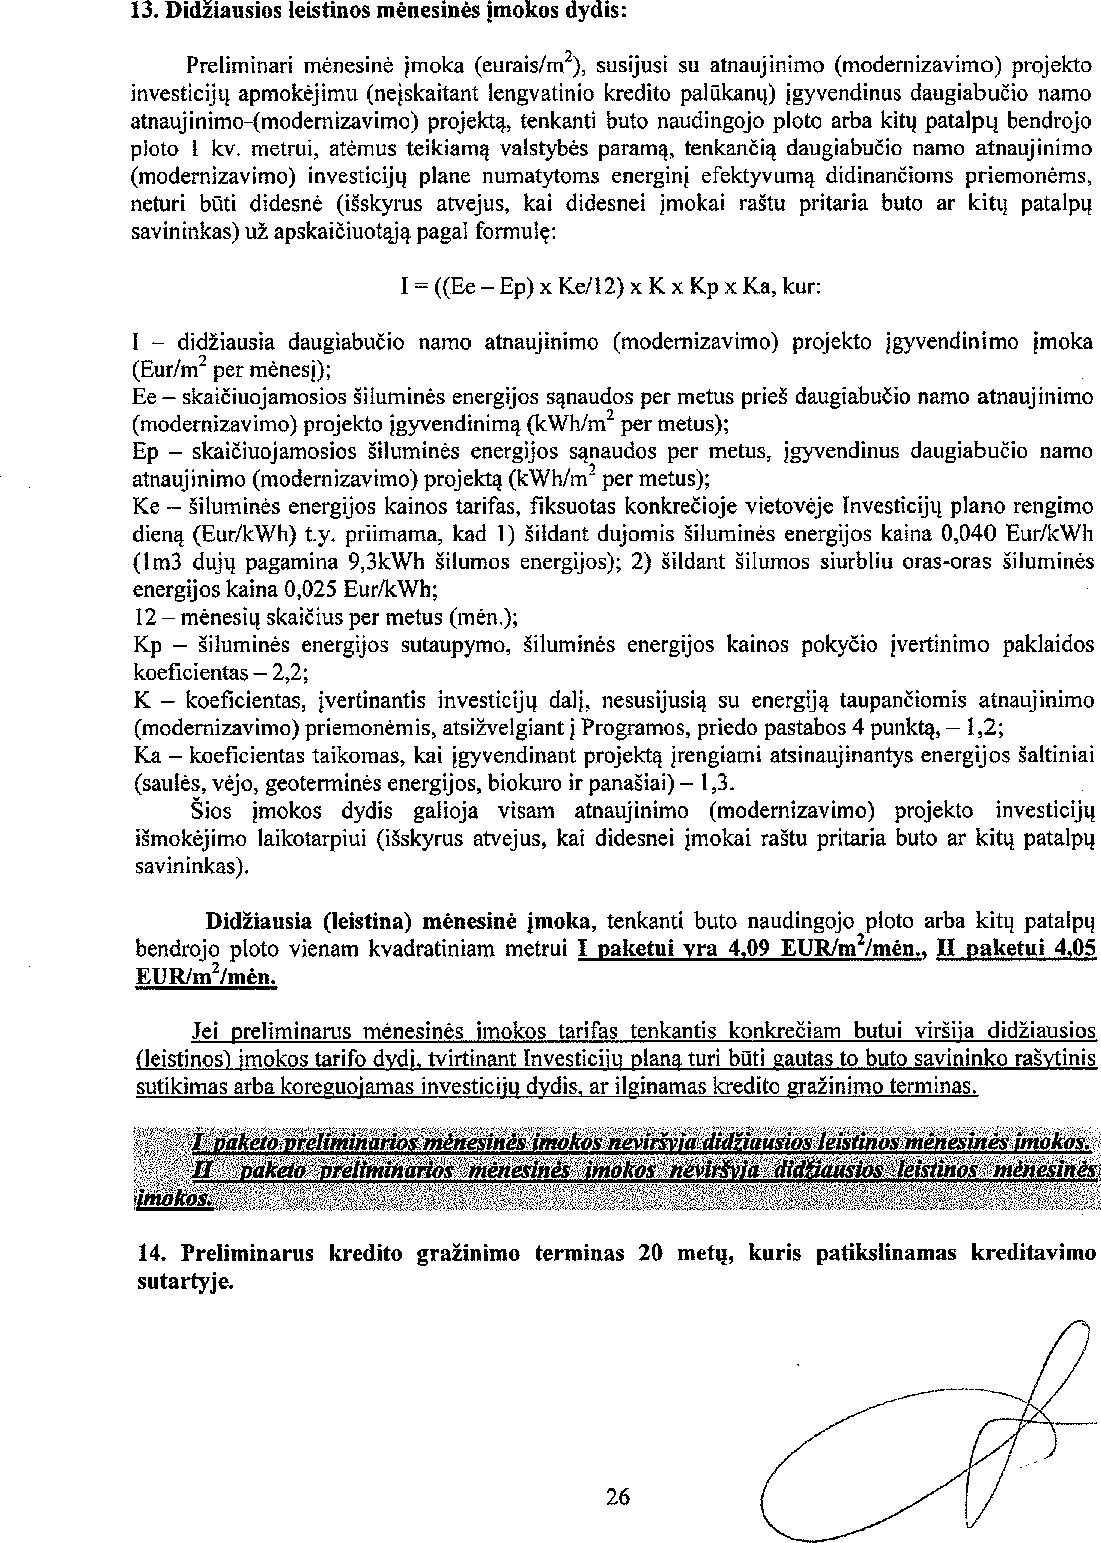 13. Didžiausios leistinos mėnesinės įmokos dydis:
Preliminari mėnesinė įmoka (eurais/m²), susijusi su atnaujinimo (modernizavimo) projekto
investicijų apmokėjimu (neįskaitant lengvatinio kredito palūkanų) įgyvendinus daugiabučio namo
atnaujinimo-(modernizavimo) projektą, tenkanti buto naudingojo ploto arba kitų patalpų bendrojo
ploto 1 kv. metrui, atėmus teikiamą valstybės paramą, tenkančią daugiabučio namo atnaujinimo
(modernizavimo) investicijų plane numatytoms energinį efektyvumą didinančioms priemonėms,
neturi būti didesnė (išskyrus atvejus, kai didesnei įmokai raštu pritaria buto ar kitų patalpų
savininkas) už apskaičiuotąją pagal formulę:
I = ((Ee – Ep) x Ke/12) x K x Kp x Ka, kur:
I – didžiausia daugiabučio namo atnaujinimo (modernizavimo) projekto įgyvendinimo įmoka
(Eur/m² per mėnesį);
Ee – skaičiuojamosios šiluminės energijos sąnaudos per metus prieš daugiabučio namo atnaujinimo
(modernizavimo) projekto įgyvendinimą (kWh/m² per metus);
Ep – skaičiuojamosios šiluminės energijos sąnaudos per metus, įgyvendinus daugiabučio namo
atnaujinimo (modernizavimo) projektą (kWh/m² per metus);
Ke – šiluminės energijos kainos tarifas, fiksuotas konkrečioje vietovėje Investicijų plano rengimo
dieną (Eur/kWh) t.y. priimama, kad 1) šildant dujomis šiluminės energijos kaina 0,040 Eur/kWh
(1m3 dujų pagamina 9,3kWh šilumos energijos); 2) šildant šilumos siurbliu oras-oras šiluminės
energijos kaina 0,025 Eur/kWh;
12 – mėnesių skaičius per metus (mėn.);
Kp – šiluminės energijos sutaupymo, šiluminės energijos kainos pokyčio įvertinimo paklaidos
koeficientas – 2,2;
K – koeficientas, įvertinantis investicijų dalį, nesusijusią su energiją taupančiomis atnaujinimo
(modernizavimo) priemonėmis, atsižvelgiant į Programos, priedo pastabos 4 punktą, – 1,2;
Ka – koeficientas taikomas, kai įgyvendinant projektą įrengiami atsinaujinantys energijos šaltiniai
(saulės, vėjo, geoterminės energijos, biokuro ir panašiai) – 1,3.
Šios įmokos dydis galioja visam atnaujinimo (modernizavimo) projekto investicijų
išmokėjimo laikotarpiui (išskyrus atvejus, kai didesnei įmokai raštu pritaria buto ar kitų patalpų
savininkas).
Didžiausia (leistina) mėnesinė įmoka, tenkanti buto naudingojo ploto arba kitų patalpų
bendrojo ploto vienam kvadratiniam metrui I paketui yra 4,09 EUR/m²/mėn., II paketui 4,05
EUR/m²/mėn.
Jei preliminarus mėnesinės įmokos tarifas tenkantis konkrečiam butui viršija didžiausios
(leistinos) įmokos tarifo dydį, tvirtinant Investicijų planą turi būti gautas to buto savininko rašytinis
sutikimas arba koreguojamas investicijų dydis, ar ilginamas kredito gražinimo terminas.
I paketo preliminarios mėnesinės įmokos neviršyja didžiausios leistinos mėnesinės įmokos.
II paketo preliminarios mėnesinės įmokos neviršyja didžiausios leistinos mėnesinės
įmokos.
14. Preliminarus kredito gražinimo terminas 20 metų, kuris patikslinamas kreditavimo
sutartyje.
26